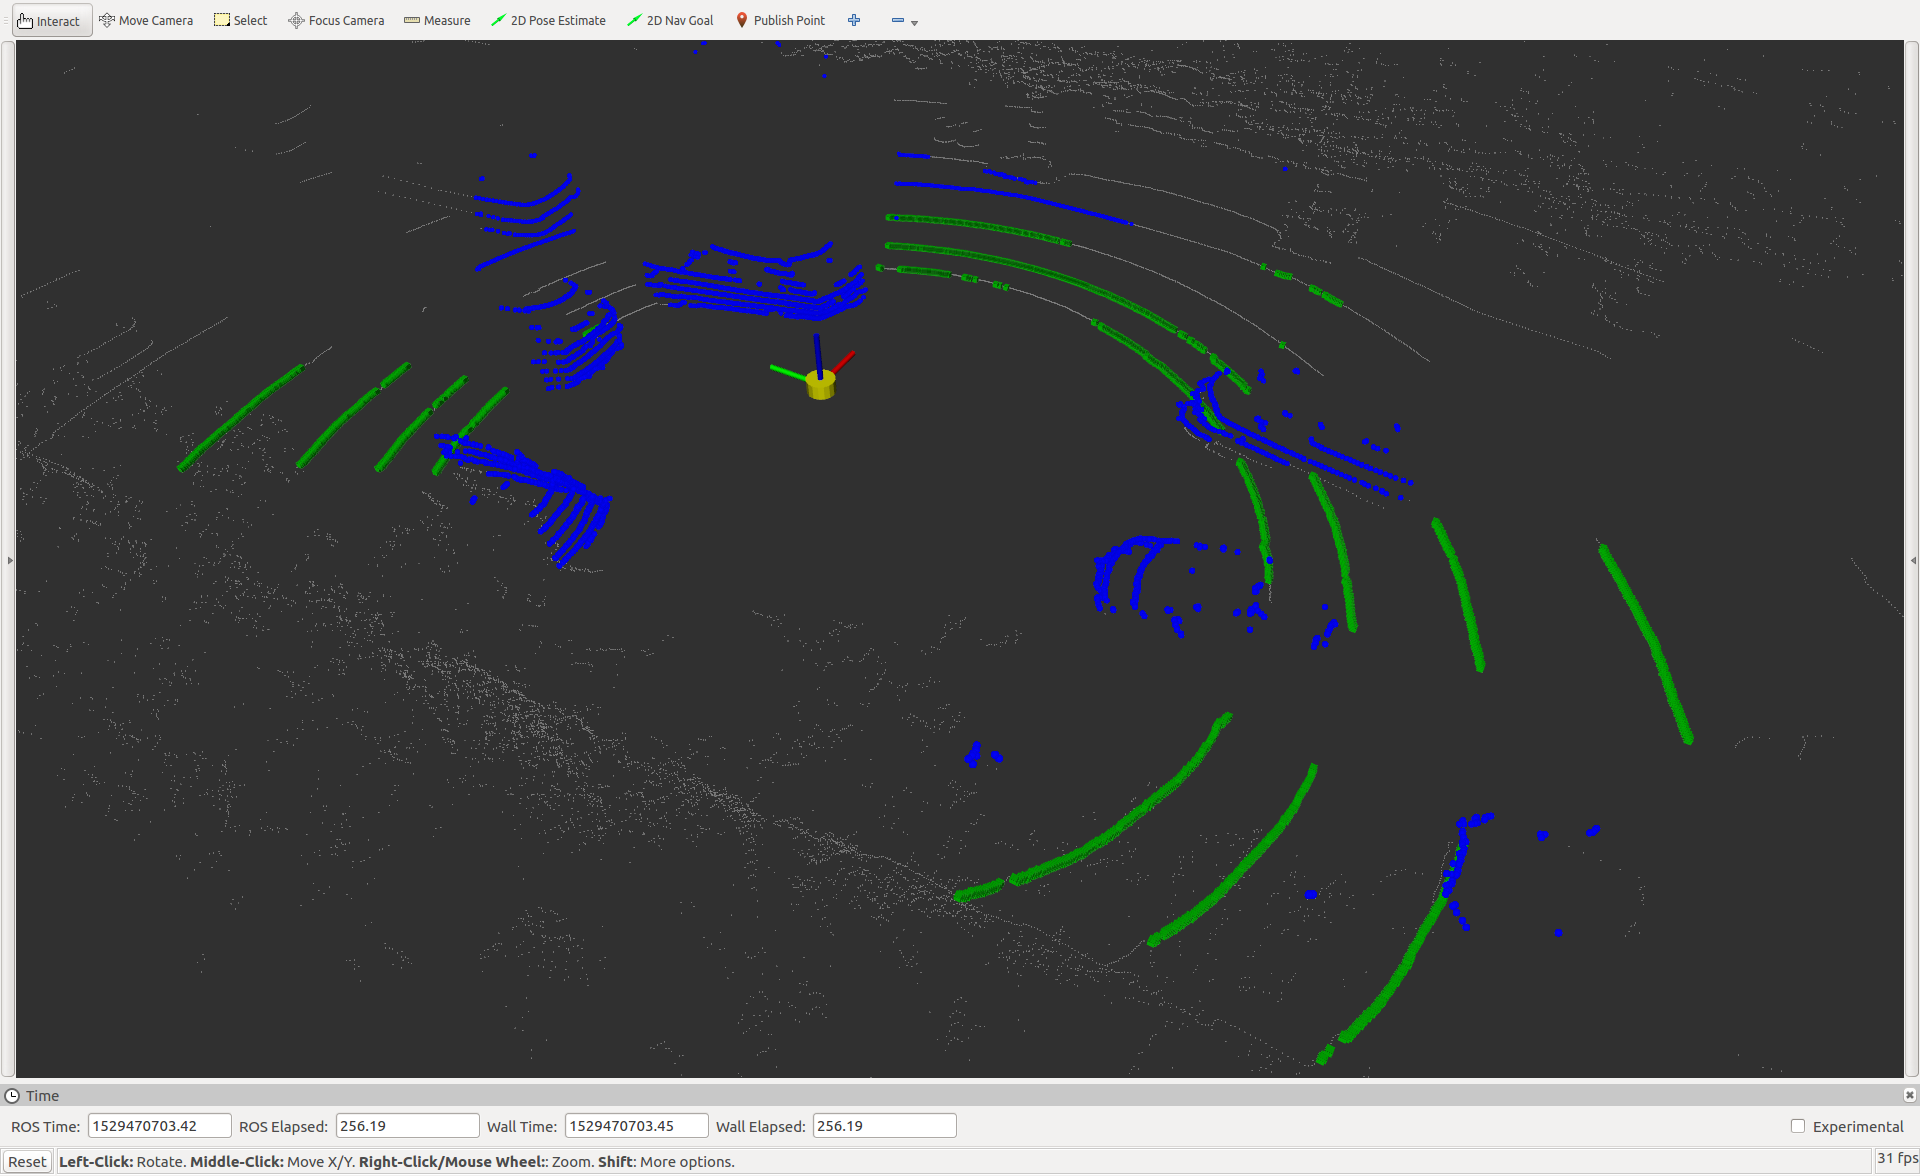 Interact Move Camera Select Focus Camera Measure 2D Pose Estimate 2D Nav Goal Publish Point
Time
ROS Time: 1529470703.42 ROS Elapsed: 256.19 Wall Time: 1529470703.45 Wall Elapsed: 256.19 Experimental
Reset Left-Click: Rotate. Middle-Click: Move X/Y. Right-Click/Mouse Wheel:: Zoom. Shift: More options. 31 fps